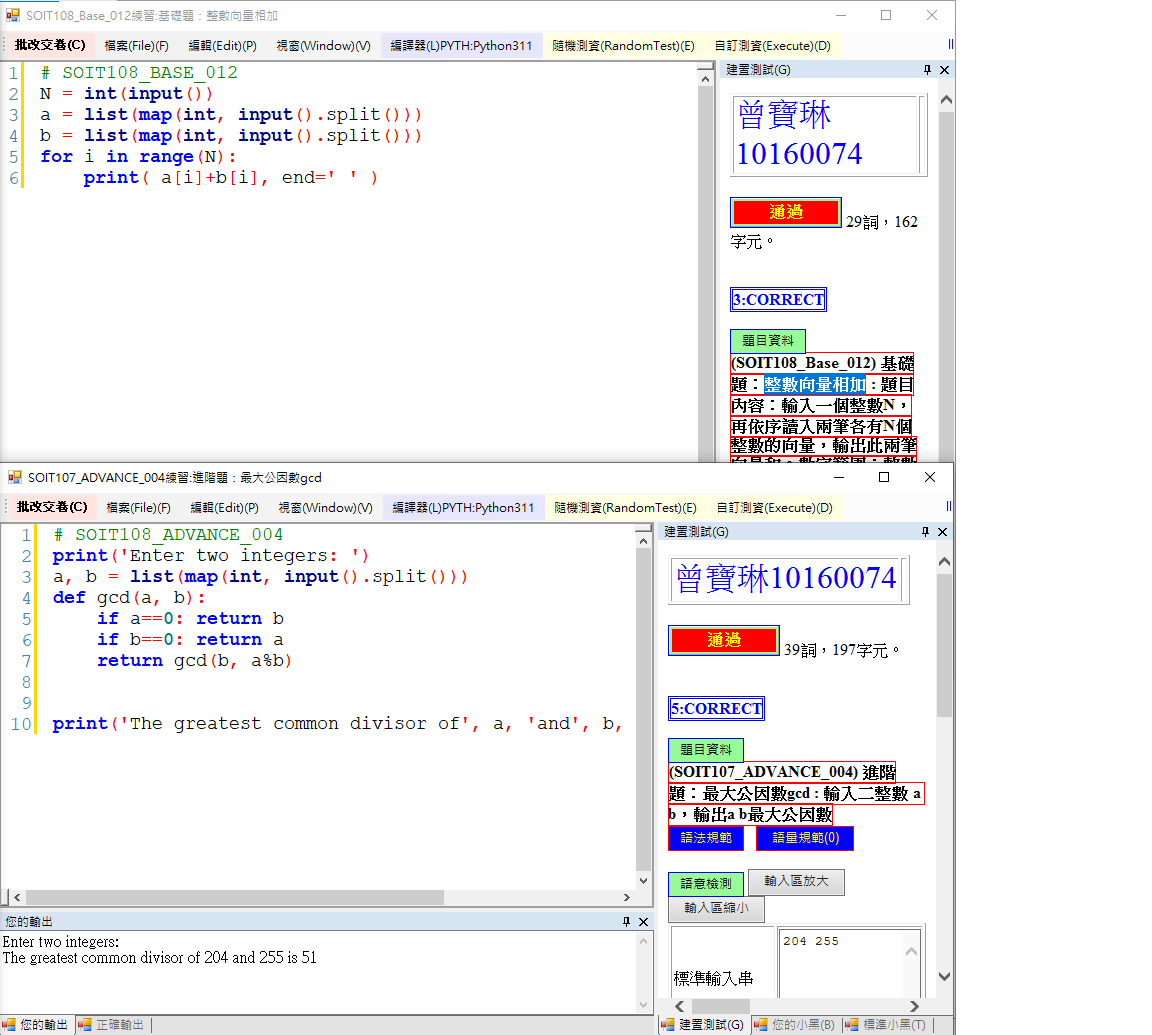 SOIT108_Base_012練習:基礎題：整數向量相加
批改交卷(C) 檔案(File)(F) 編輯(Edit)(P) 視窗(Window)(V) 編譯器(L)PYTH:Python311 隨機測資(RandomTest)(E) 自訂測資(Execute)(D)
1 # SOIT108_BASE_012
2 N = int(input())
3 a = list(map(int, input().split()))
4 b = list(map(int, input().split()))
5 for i in range(N):
6 print( a[i]+b[i], end=' ' )
建置測試(G)
曾寶琳
10160074
通過 29詞，162
字元。
3:CORRECT
題目資料
(SOIT108_Base_012) 基礎
題：整數向量相加 : 題目
內容：輸入一個整數N，
再依序讀入兩筆各有N個
整數的向量，輸出此兩筆
SOIT107_ADVANCE_004練習:進階題：最大公因數gcd
批改交卷(C) 檔案(File)(F) 編輯(Edit)(P) 視窗(Window)(V) 編譯器(L)PYTH:Python311 隨機測資(RandomTest)(E) 自訂測資(Execute)(D)
1 # SOIT108_ADVANCE_004
2 print('Enter two integers: ')
3 a, b = list(map(int, input().split()))
4 def gcd(a, b):
5 if a==0: return b
6 if b==0: return a
7 return gcd(b, a%b)
8
9
10 print('The greatest common divisor of', a, 'and', b,
您的輸出
Enter two integers:
The greatest common divisor of 204 and 255 is 51
您的輸出 正確輸出
建置測試(G)
曾寶琳10160074
通過 39詞，197字元。
5:CORRECT
題目資料
(SOIT107_ADVANCE_004) 進階
題：最大公因數gcd : 輸入二整數 a
b，輸出a b最大公因數
語法規範 語量規範(0)
語意檢測 輸入區放大
輸入區縮小
標準輸入串 204 255
建置測試(G) 您的小黑(B) 標準小黑(T)